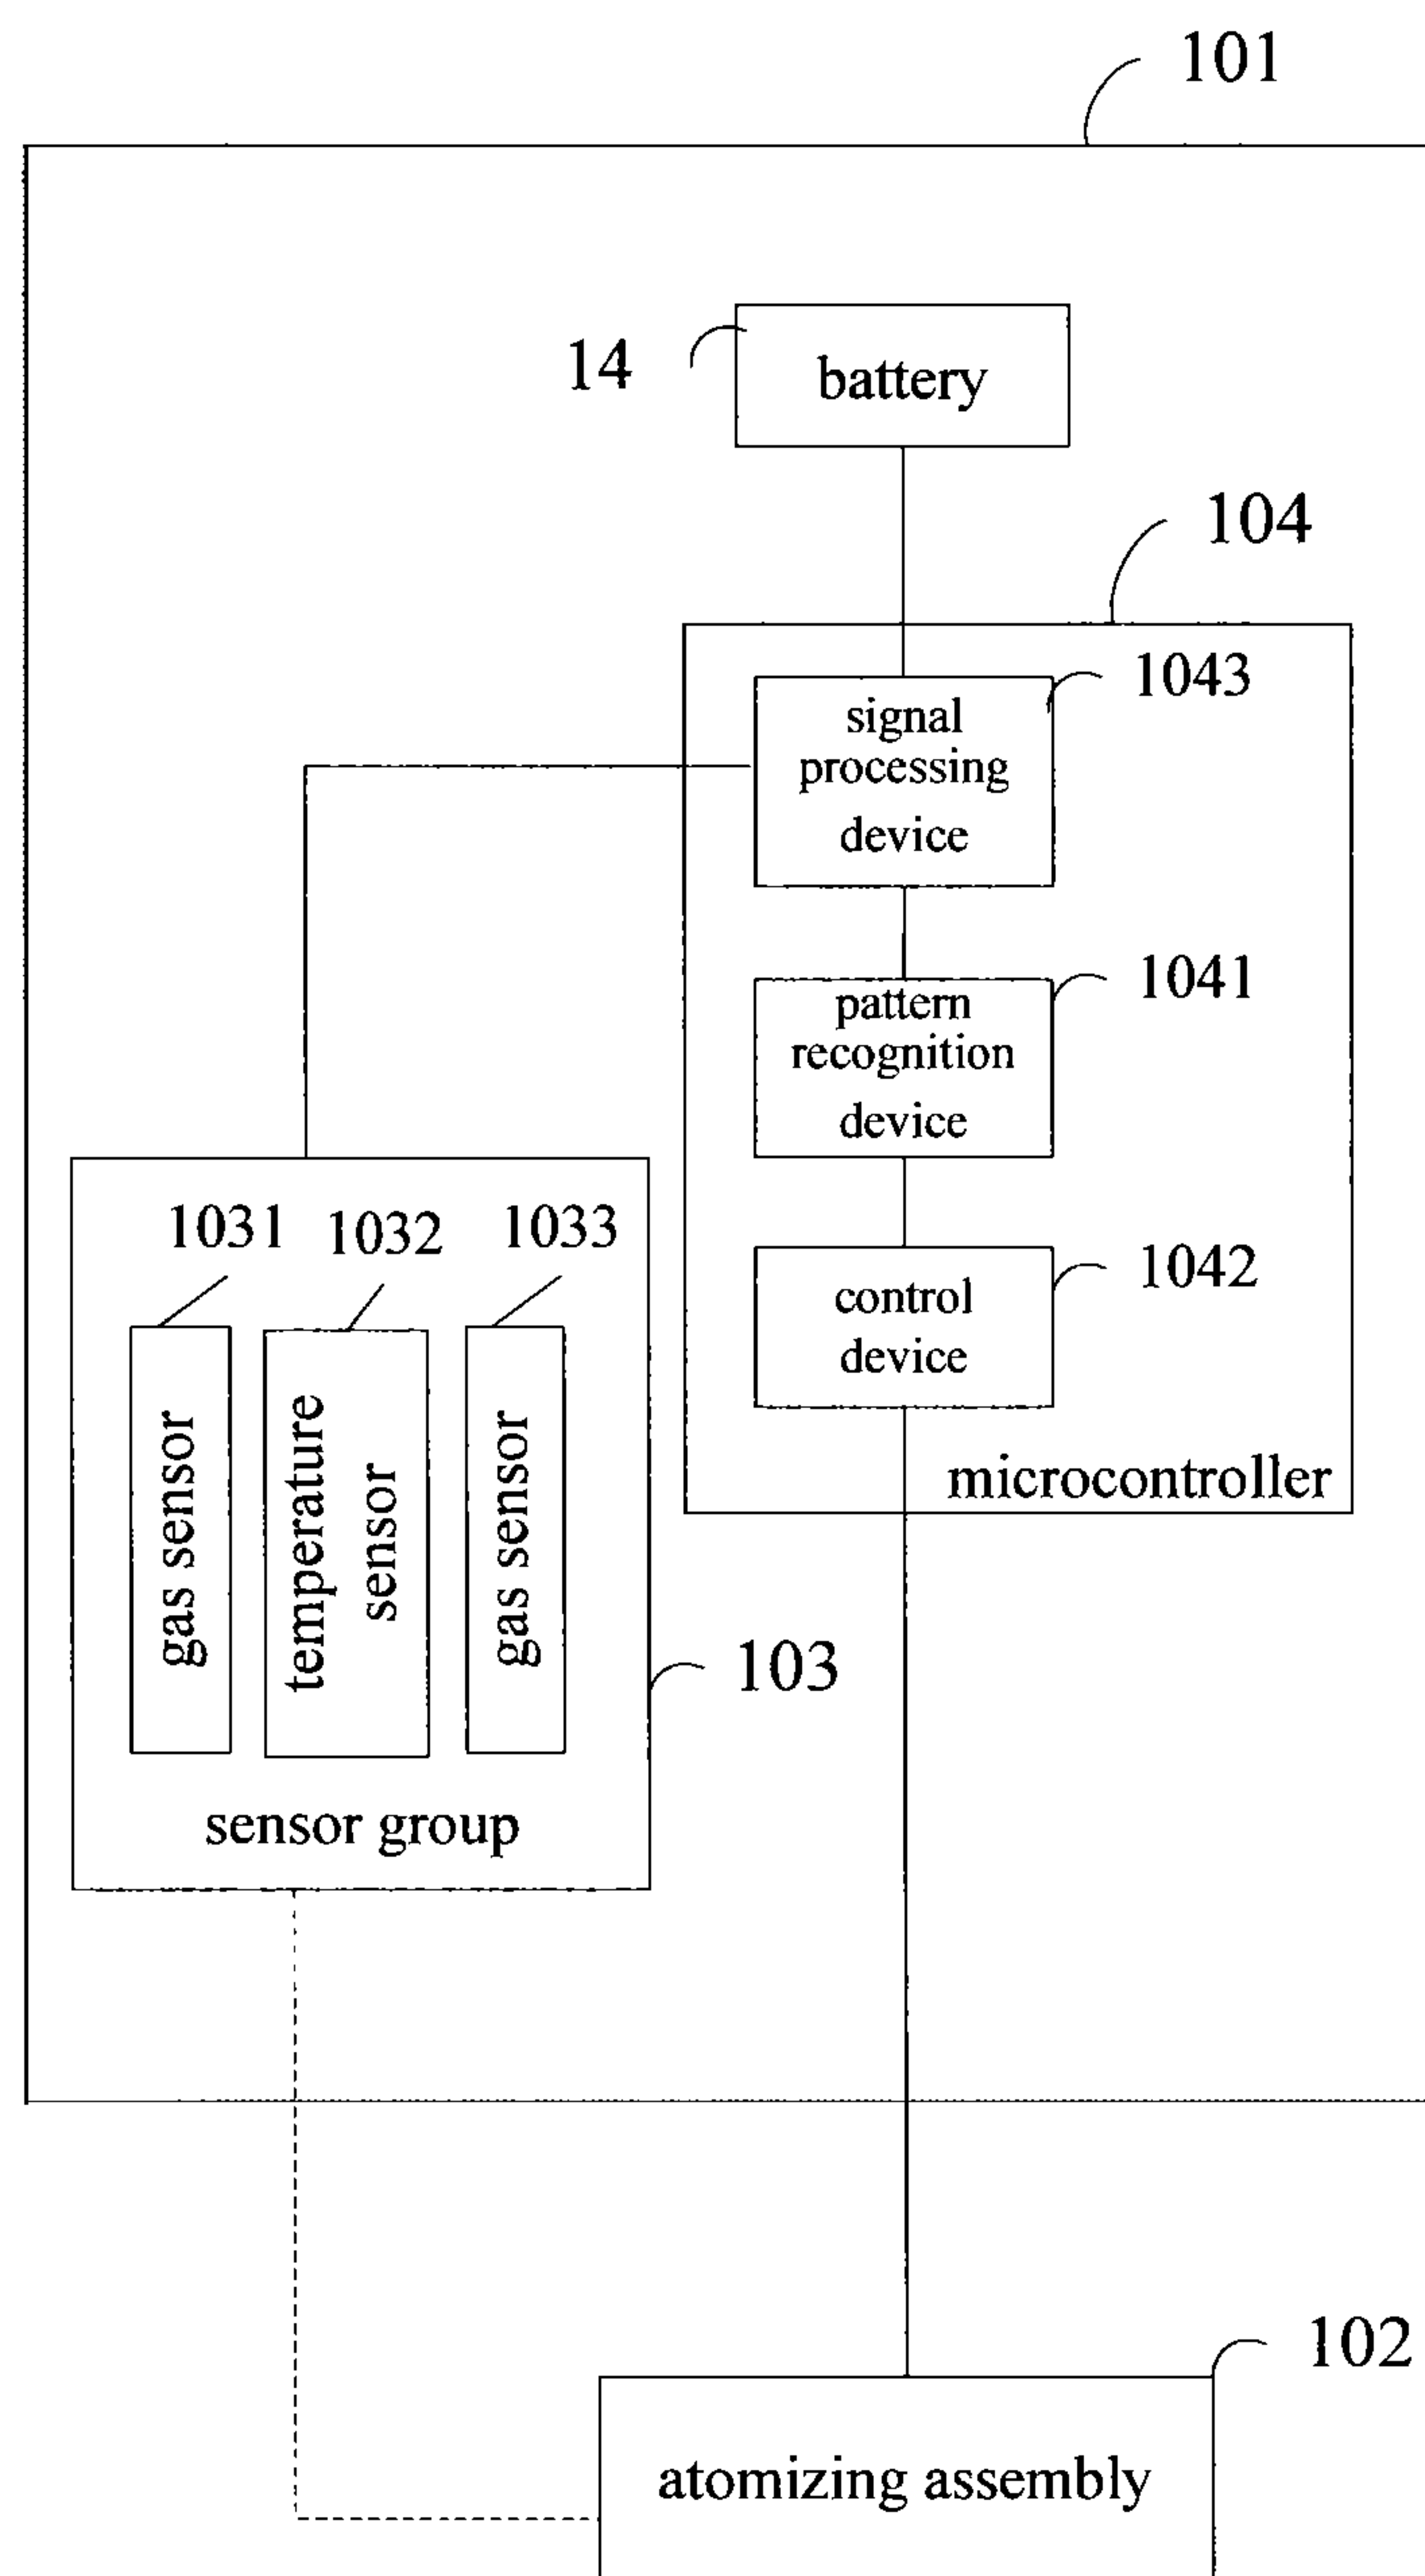 101
14
battery
104
1043
signal
processing
device
1041
pattern
recognition
device
1042
control
device
microcontroller
1031
1032
1033
gas sensor
temperature
sensor
gas sensor
103
sensor group
102
atomizing assembly